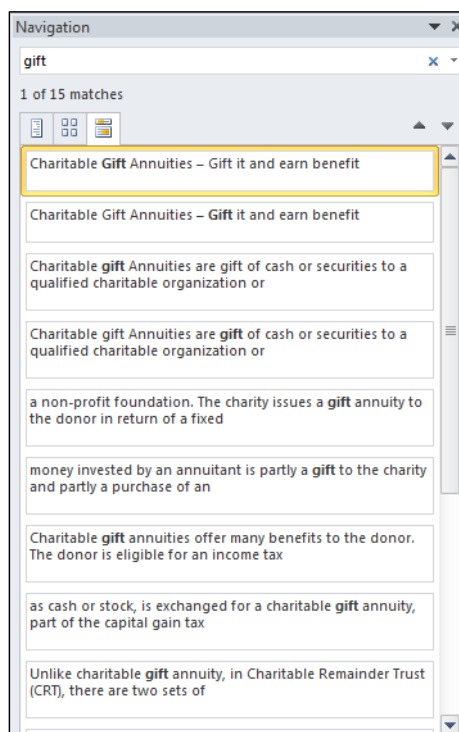 Navigation
gift
1 of 15 matches
Charitable Gift Annuities – Gift it and earn benefit
Charitable Gift Annuities – Gift it and earn benefit
Charitable gift Annuities are gift of cash or securities to a
qualified charitable organization or
Charitable gift Annuities are gift of cash or securities to a
qualified charitable organization or
a non-profit foundation. The charity issues a gift annuity to
the donor in return of a fixed
money invested by an annuitant is partly a gift to the charity
and partly a purchase of an
Charitable gift annuities offer many benefits to the donor.
The donor is eligible for an income tax
as cash or stock, is exchanged for a charitable gift annuity,
part of the capital gain tax
Unlike charitable gift annuity, in Charitable Remainder Trust
(CRT), there are two sets of